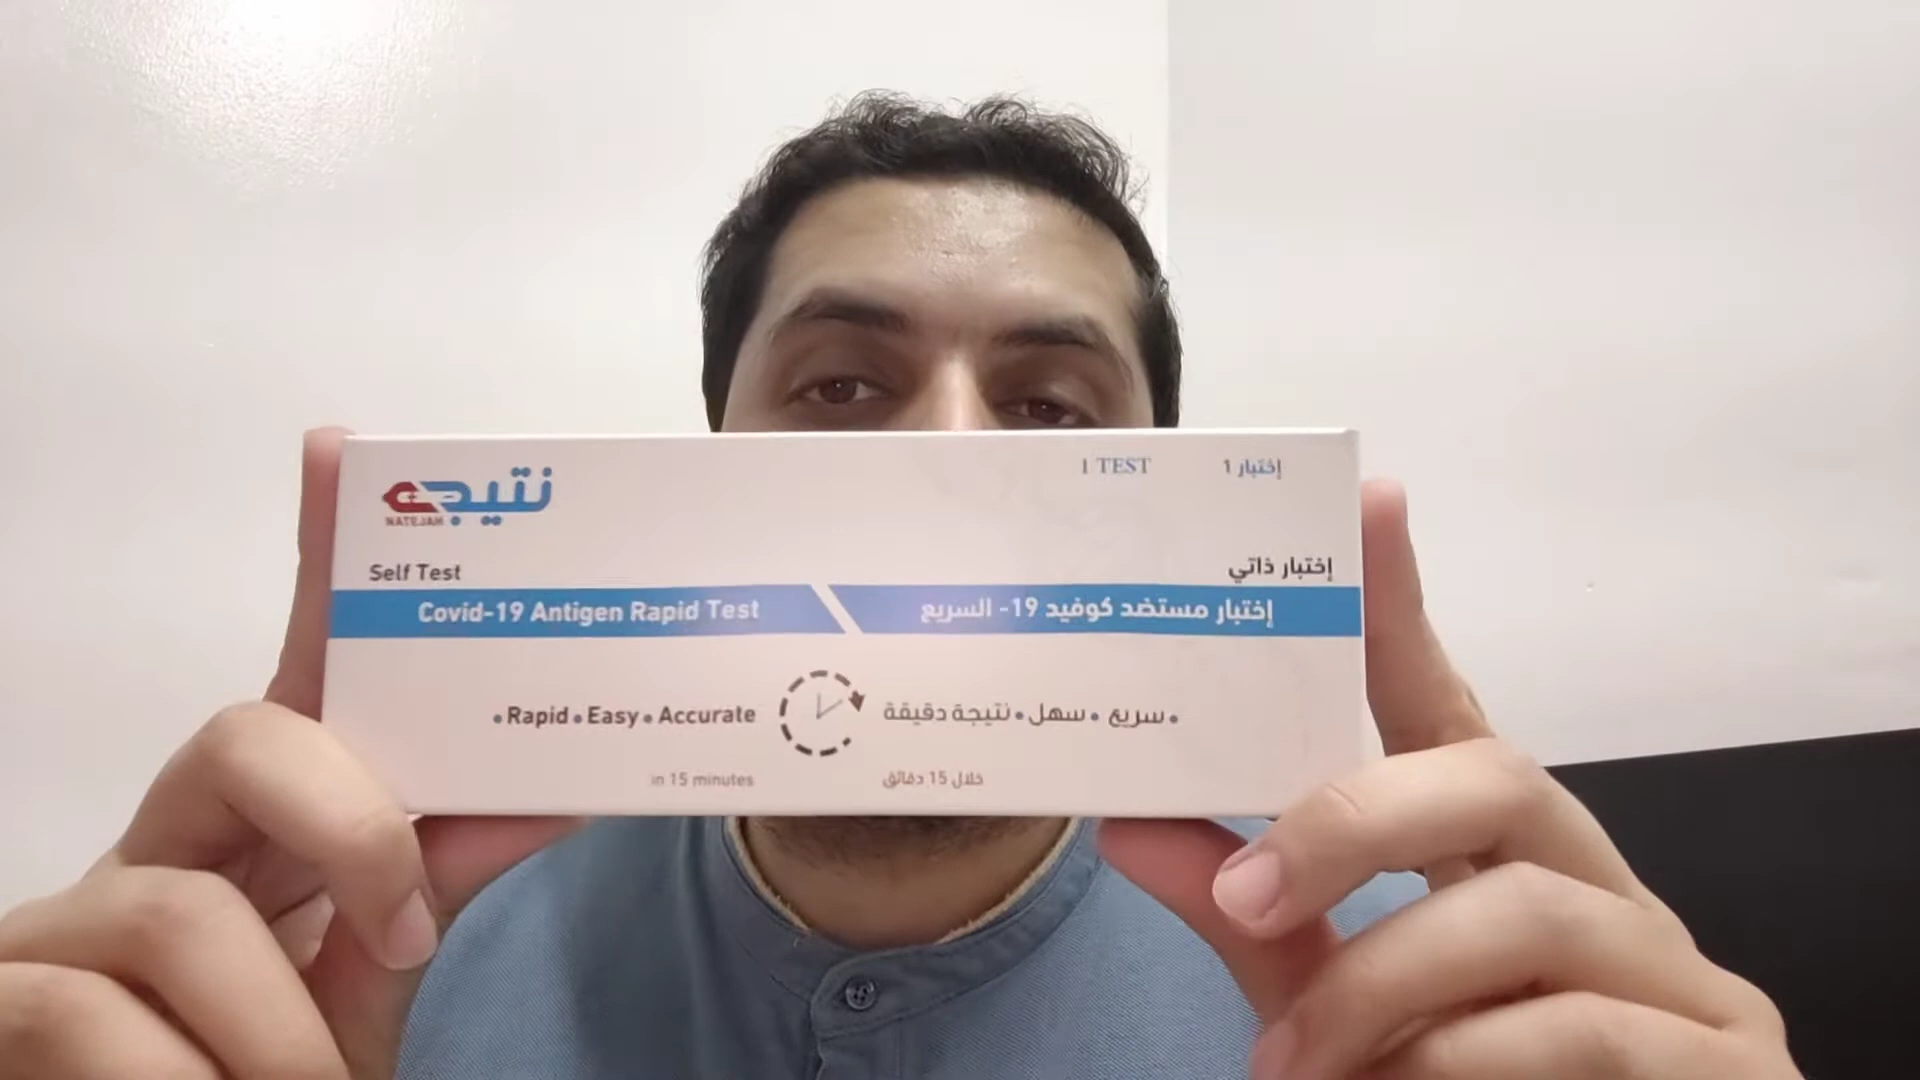 نتيجه
NATEJAH
1 TEST
إختبار 1
Self Test
إختبار ذاتي
Covid-19 Antigen Rapid Test
إختبار مستضد كوفيد 19- السريع
•Rapid•Easy•Accurate
•سريع •سهل •نتيجة دقيقة
in 15 minutes
خلال 15 دقائق